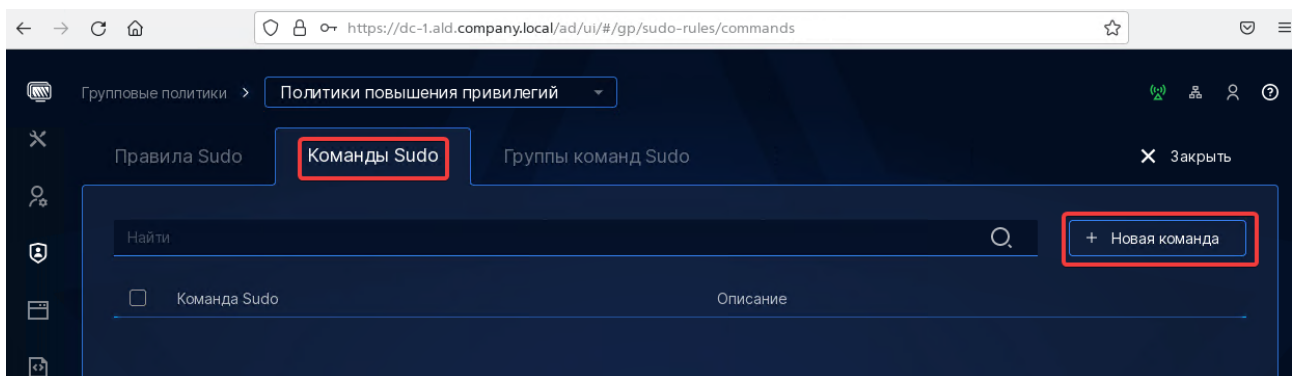 https://dc-1.ald.company.local/ad/ui/#/gp/sudo-rules/commands
Групповые политики > Политики повышения привилегий
Правила Sudo Команды Sudo Группы команд Sudo × Закрыть
Найти + Новая команда
Команда Sudo Описание